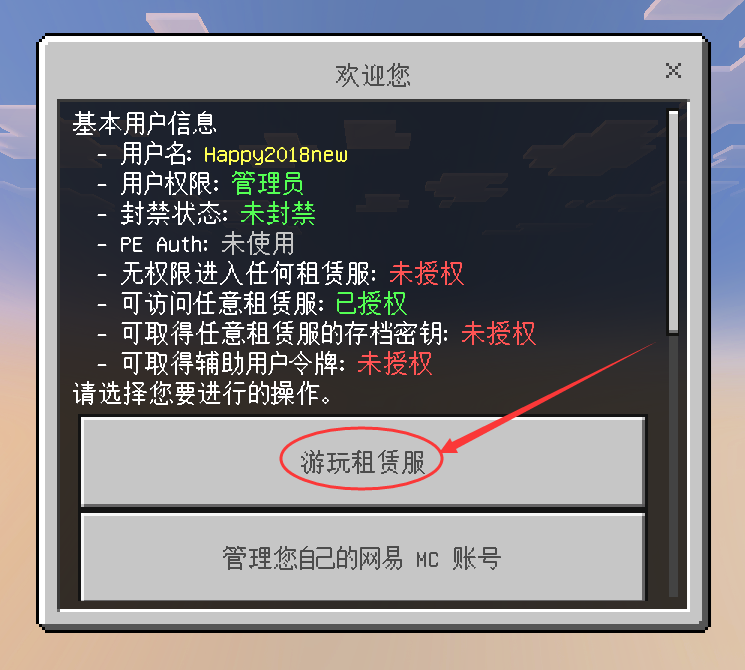 欢迎您
基本用户信息
- 用户名: Happy2018new
- 用户权限: 管理员
- 封禁状态: 未封禁
- PE Auth: 未使用
- 无权限进入任何租赁服: 未授权
- 可访问任意租赁服: 已授权
- 可取得任意租赁服的存档密钥: 未授权
- 可取得辅助用户令牌: 未授权
请选择您要进行的操作。
游玩租赁服
管理您自己的网易 MC 账号